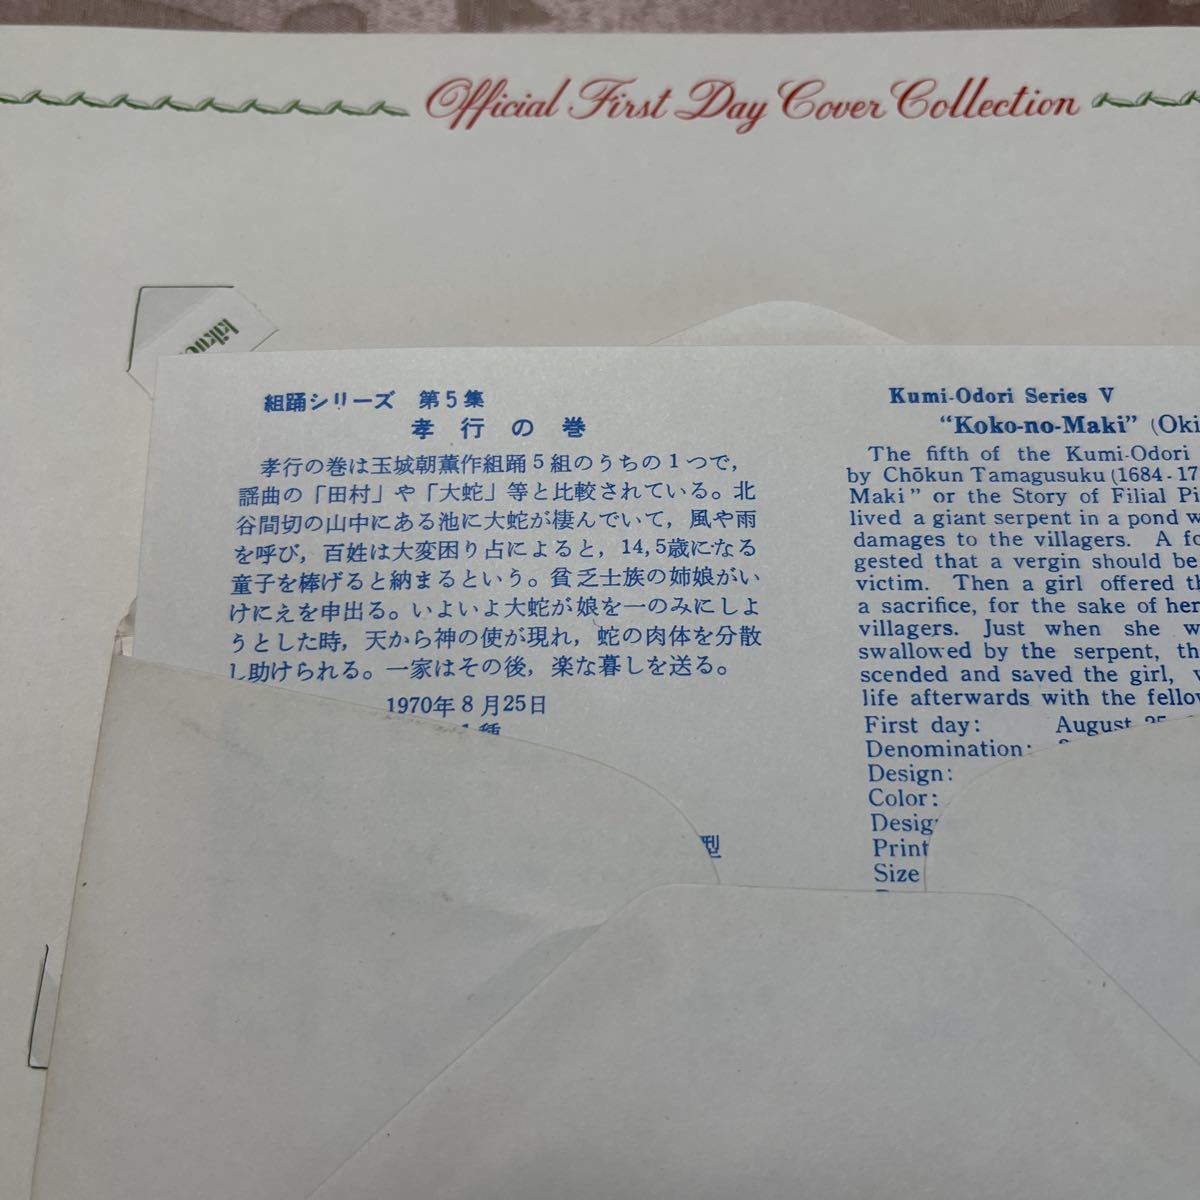 Official First Day Cover Collection
組踊シリーズ 第5集
孝行の巻
孝行の巻は玉城朝薫作組踊5組のうちの1つで，
謡曲の「田村」や「大蛇」等と比較されている。北
谷間切の山中にある池に大蛇が棲んでいて，風や雨
を呼び，百姓は大変困り占によると，14,5歳になる
童子を棒げると納まるという。貧乏士族の姉娘がい
けにえを申出る。いよいよ大蛇が娘を一のみにしよ
うとした時，天から神の使が現れ，蛇の肉体を分散
し助けられる。一家はその後，楽な暮しを送る。
1970年8月25日
1種
型
Kumi-Odori Series V
"Koko-no-Maki" (Oki
The fifth of the Kumi-Odori
by Chōkun Tamagusuku (1684-17
Maki" or the Story of Filial Pi
lived a giant serpent in a pond w
damages to the villagers. A fo
gested that a vergin should be
victim. Then a girl offered th
a sacrifice, for the sake of her
villagers. Just when she w
swallowed by the serpent, th
scended and saved the girl,
life afterwards with the fellow
First day: August 25
Denomination:
Design:
Color:
Desig
Print
Size